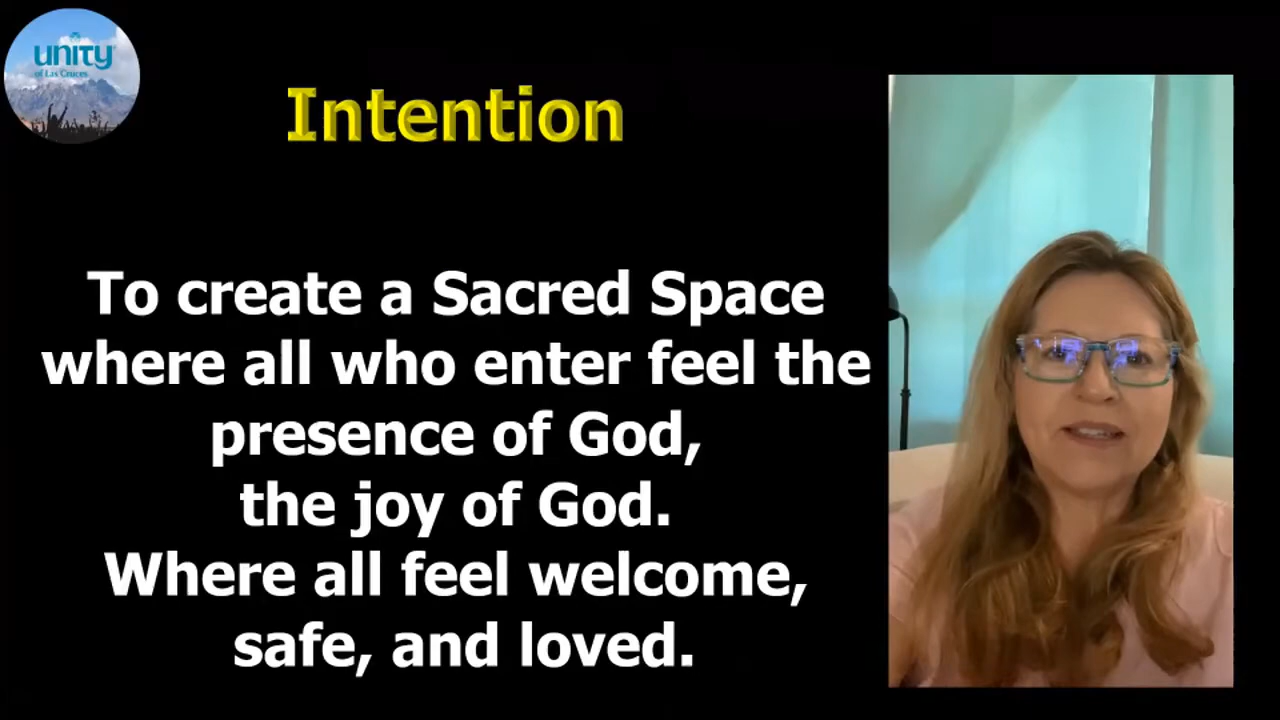 unity
of Las Cruces
Intention
To create a Sacred Space
where all who enter feel the
presence of God,
the joy of God.
Where all feel welcome,
safe, and loved.